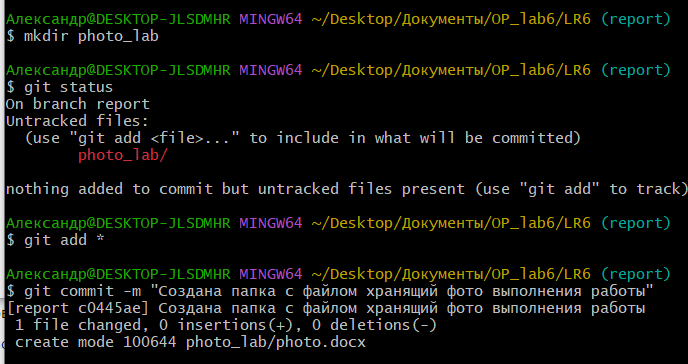 Александр@DESKTOP-JLSDMHR MINGW64 ~/Desktop/Документы/OP_lab6/LR6 (report)
$ mkdir photo_lab
Александр@DESKTOP-JLSDMHR MINGW64 ~/Desktop/Документы/OP_lab6/LR6 (report)
$ git status
On branch report
Untracked files:
  (use "git add <file>..." to include in what will be committed)
        photo_lab/
nothing added to commit but untracked files present (use "git add" to track)
Александр@DESKTOP-JLSDMHR MINGW64 ~/Desktop/Документы/OP_lab6/LR6 (report)
$ git add *
Александр@DESKTOP-JLSDMHR MINGW64 ~/Desktop/Документы/OP_lab6/LR6 (report)
$ git commit -m "Создана папка с файлом хранящий фото выполнения работы"
[report c0445ae] Создана папка с файлом хранящий фото выполнения работы
 1 file changed, 0 insertions(+), 0 deletions(-)
 create mode 100644 photo_lab/photo.docx